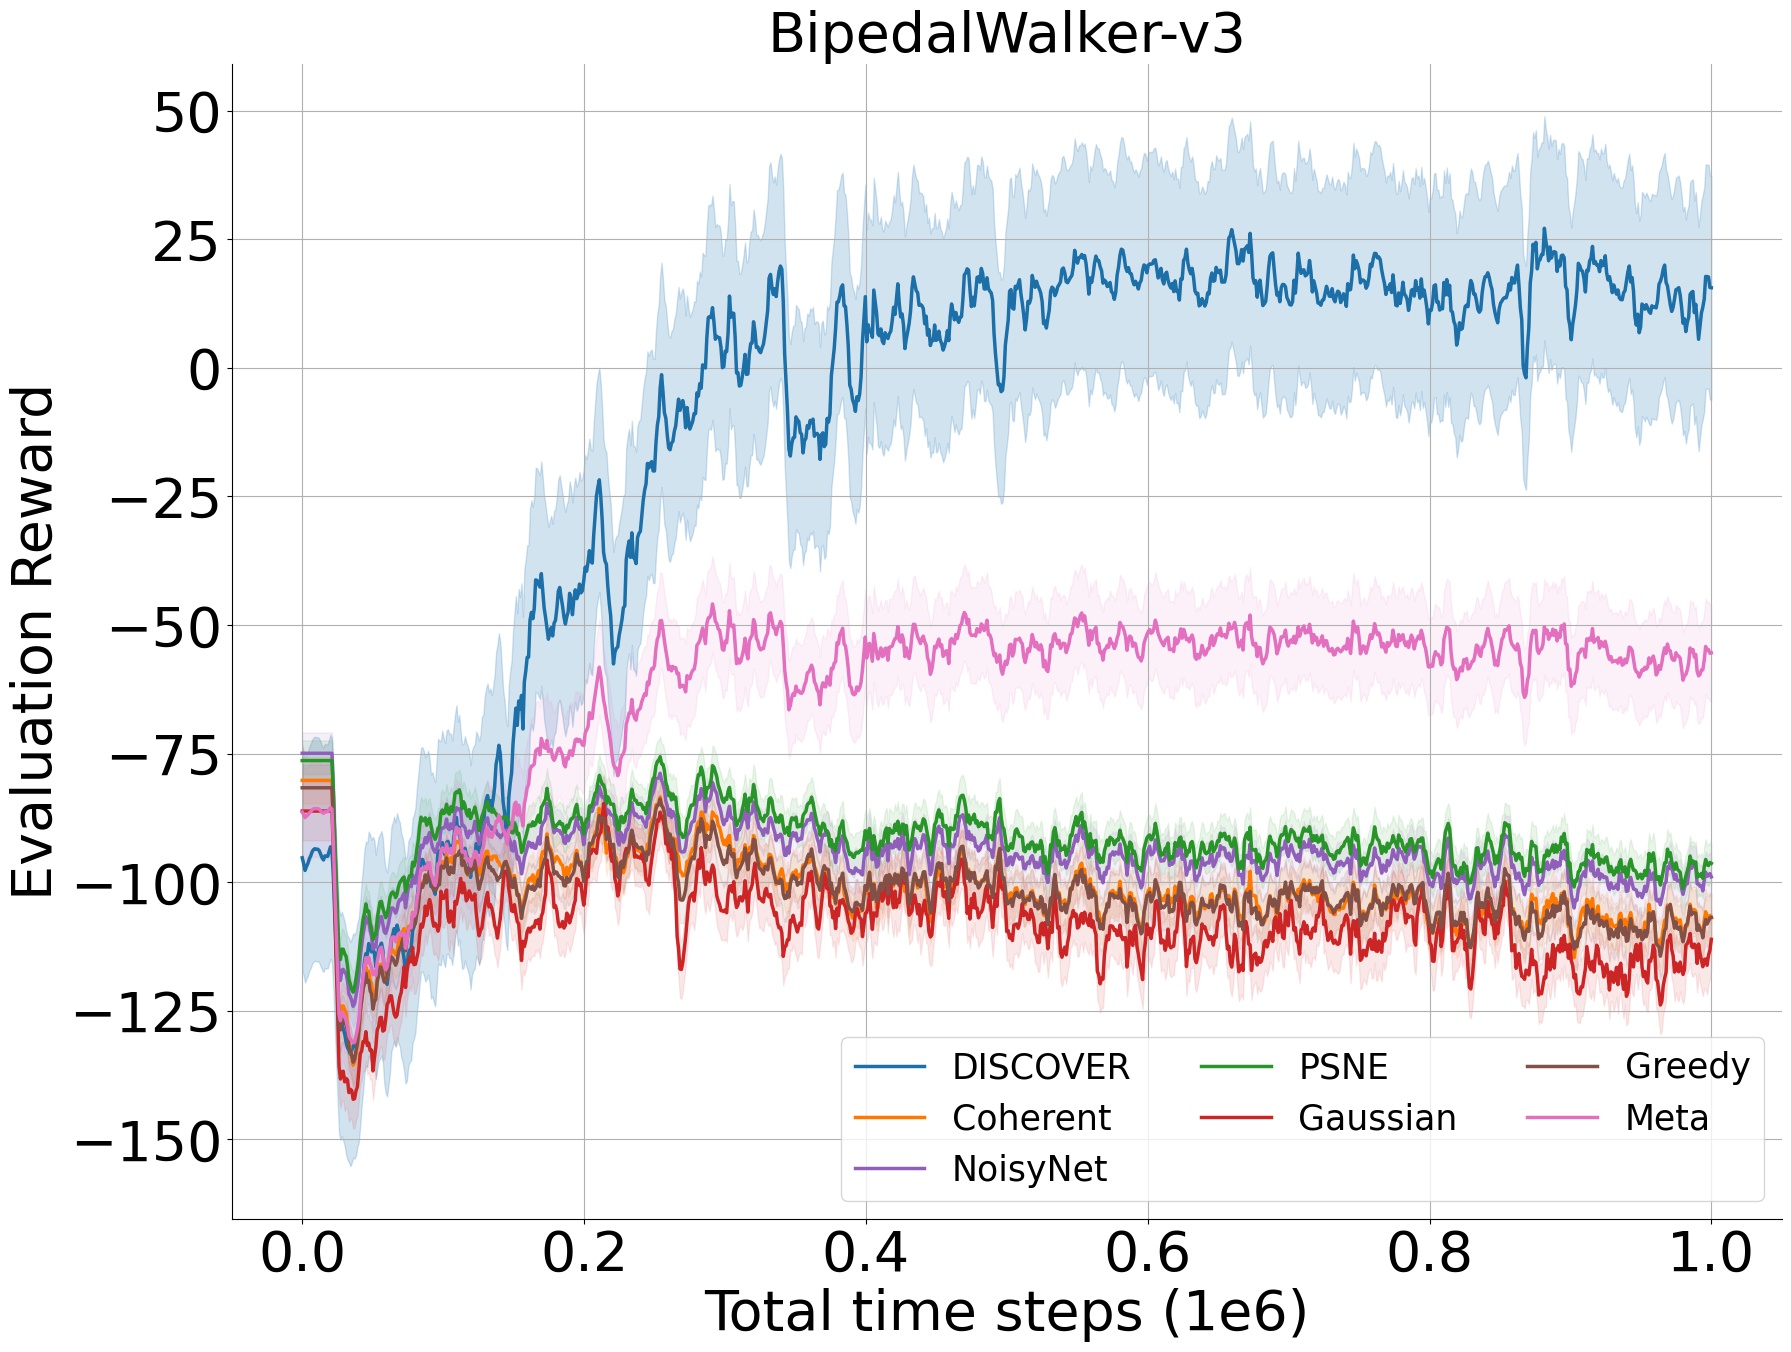 BipedalWalker-v3
Evaluation Reward
50
25
0
−25
−50
−75
−100
−125
−150
DISCOVER
Coherent
NoisyNet
PSNE
Gaussian
Greedy
Meta
0.0 0.2 0.4 0.6 0.8 1.0
Total time steps (1e6)